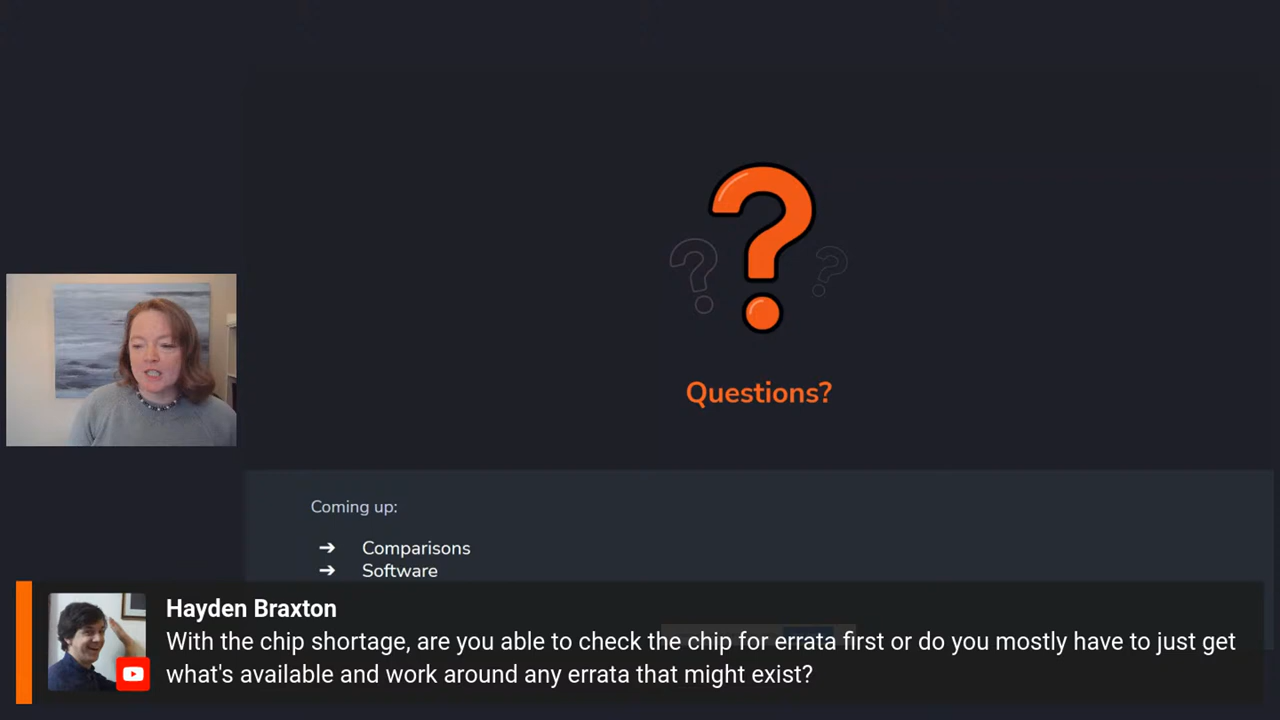 Questions?
Coming up:
➔ Comparisons
➔ Software
Hayden Braxton
With the chip shortage, are you able to check the chip for errata first or do you mostly have to just get
what's available and work around any errata that might exist?